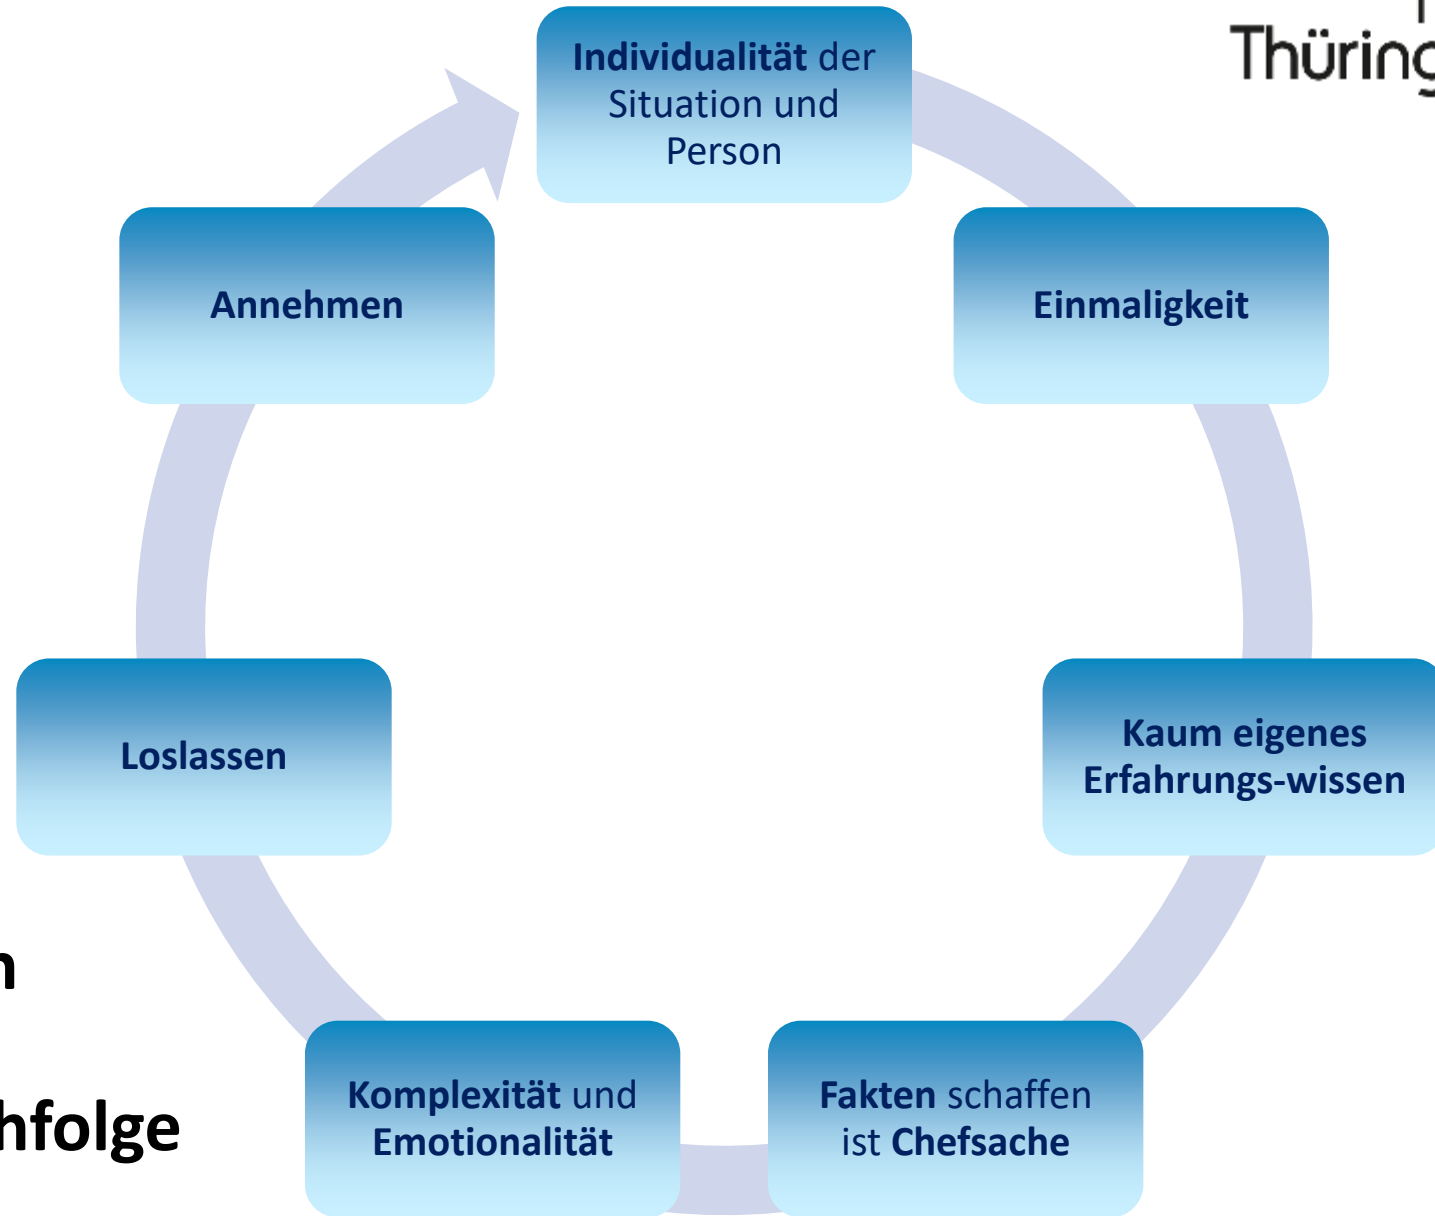 Individualität der
Situation und
Person
Thüring
Annehmen
Einmaligkeit
Loslassen
Kaum eigenes
Erfahrungs-wissen
n
hfolge
Komplexität und
Emotionalität
Fakten schaffen
ist Chefsache